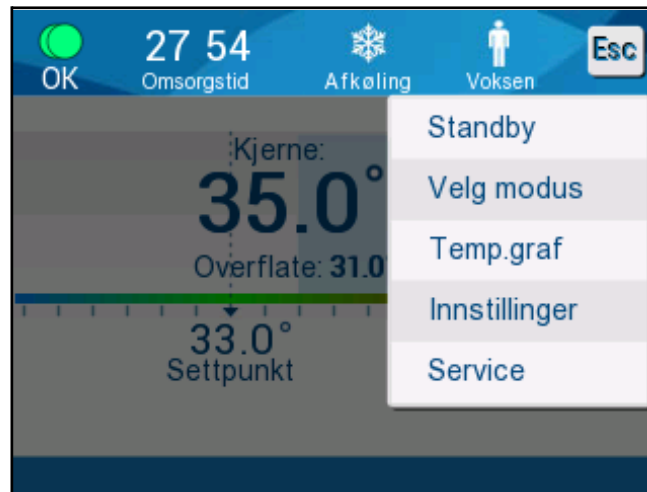 OK
27 54
Omsorgstid
Afkøling
Voksen
Esc
Kjerne:
35.0°
Overflate: 31.0
33.0°
Settpunkt
Standby
Velg modus
Temp.graf
Innstillinger
Service